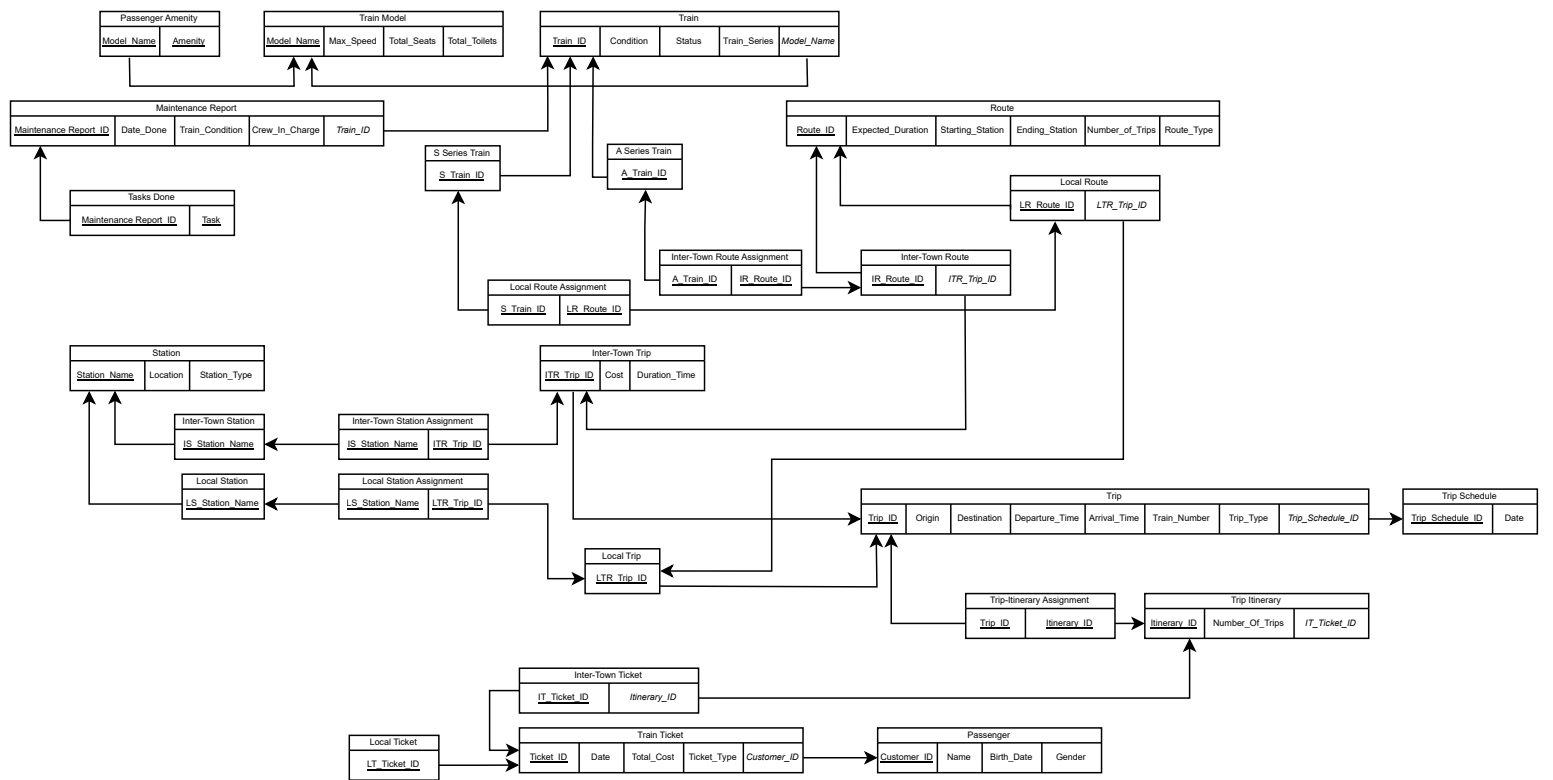 Passenger Amenity
Model_Name Amenity
Train Model
Model_Name Max_Speed Total_Seats Total_Toilets
Train
Train_ID Condition Status Train_Series Model_Name
Maintenance Report
Maintenance Report_ID Date_Done Train_Condition Crew_In_Charge Train_ID
Route
Route_ID Expected_Duration Starting_Station Ending_Station Number_of_Trips Route_Type
S Series Train
S_Train_ID
A Series Train
A_Train_ID
Local Route
LR_Route_ID LTR_Trip_ID
Tasks Done
Maintenance Report_ID Task
Inter-Town Route Assignment
A_Train_ID IR_Route_ID
Inter-Town Route
IR_Route_ID ITR_Trip_ID
Local Route Assignment
S_Train_ID LR_Route_ID
Station
Station_Name Location Station_Type
Inter-Town Trip
ITR_Trip_ID Cost Duration_Time
Inter-Town Station
IS_Station_Name
Inter-Town Station Assignment
IS_Station_Name ITR_Trip_ID
Local Station
LS_Station_Name
Local Station Assignment
LS_Station_Name LTR_Trip_ID
Trip
Trip_ID Origin Destination Departure_Time Arrival_Time Train_Number Trip_Type Trip_Schedule_ID
Trip Schedule
Trip_Schedule_ID Date
Local Trip
LTR_Trip_ID
Trip-Itinerary Assignment
Trip_ID Itinerary_ID
Trip Itinerary
Itinerary_ID Number_Of_Trips IT_Ticket_ID
Inter-Town Ticket
IT_Ticket_ID Itinerary_ID
Local Ticket
LT_Ticket_ID
Train Ticket
Ticket_ID Date Total_Cost Ticket_Type Customer_ID
Passenger
Customer_ID Name Birth_Date Gender